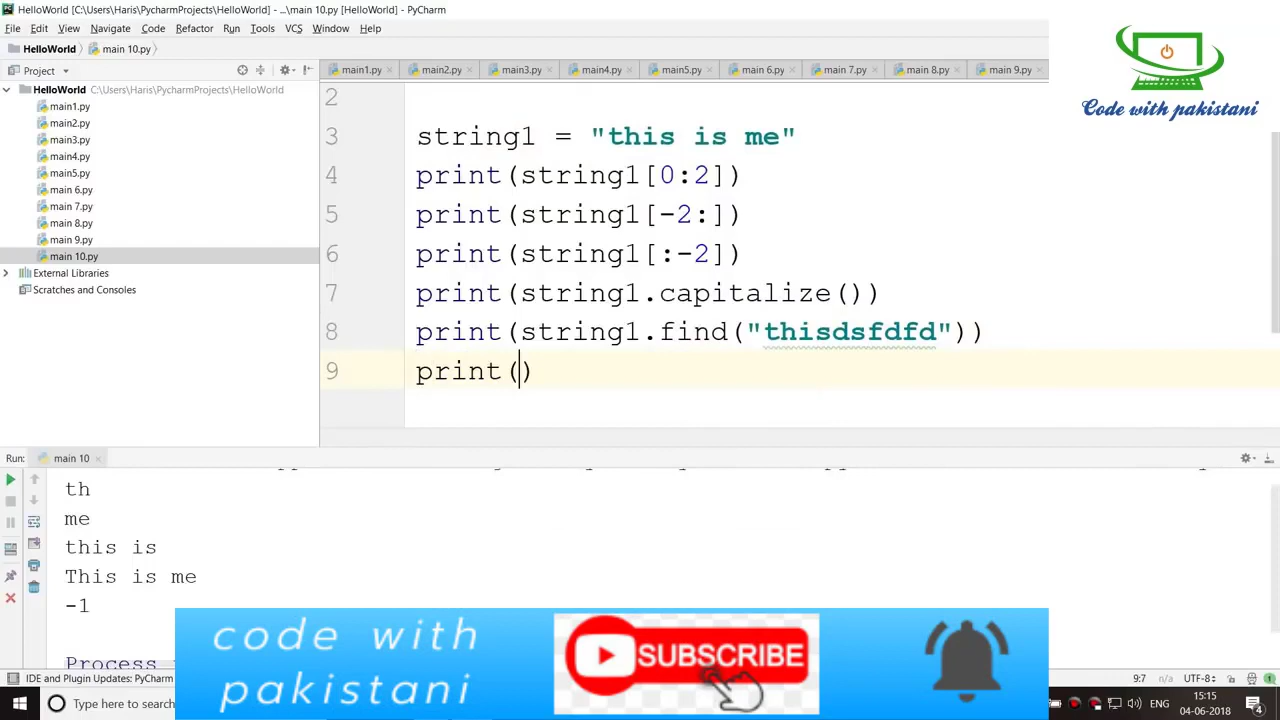 HelloWorld [C:\Users\Haris\PycharmProjects\HelloWorld] - ...\main 10.py [HelloWorld] - PyCharm
File Edit View Navigate Code Refactor Run Tools VCS Window Help
HelloWorld main 10.py
Project
main1.py main2.py main3.py main4.py main5.py main 6.py main 7.py main 8.py main 9.py
HelloWorld C:\Users\Haris\PycharmProjects\HelloWorld
main1.py
main2.py
main3.py
main4.py
main5.py
main 6.py
main 7.py
main 8.py
main 9.py
main 10.py
External Libraries
Scratches and Consoles
2
3 string1 = "this is me"
4 print(string1[0:2])
5 print(string1[-2:])
6 print(string1[:-2])
7 print(string1.capitalize())
8 print(string1.find("thisdsfdfd"))
9 print()
Code with pakistani
Run: main 10
th
me
this is
This is me
-1
Process
code with
pakistani
SUBSCRIBE
IDE and Plugin Updates: PyCharm
9:7 n/a UTF-8
Type here to search
ENG
15:15
04-06-2018
4